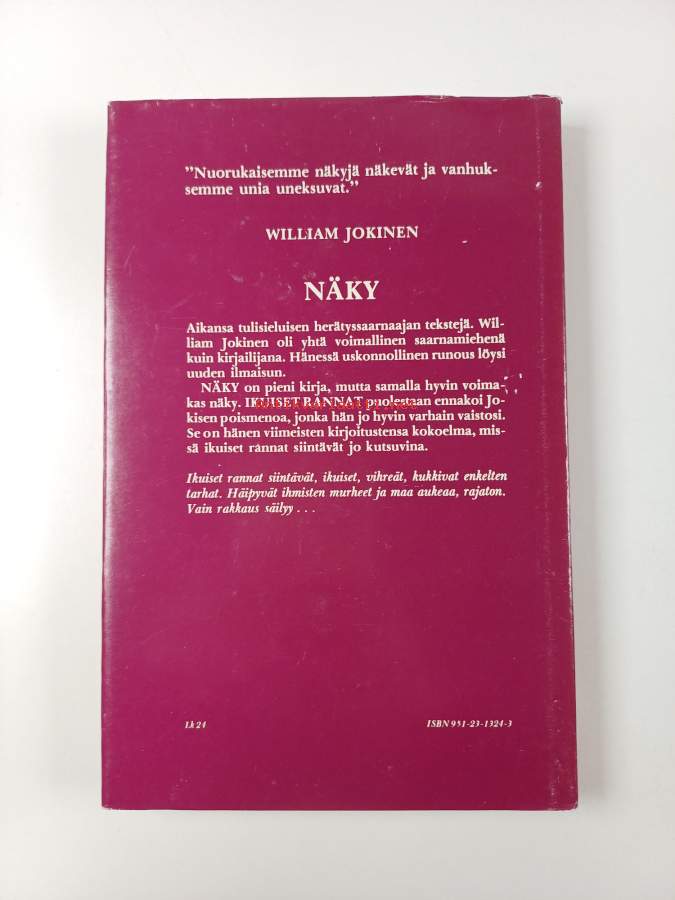 ”Nuorukaisemme näkyjä näkevät ja vanhuk-
semme unia uneksuvat.”
WILLIAM JOKINEN
NÄKY
Aikansa tulisieluisen herätyssaarnaajan tekstejä. Wil-
liam Jokinen oli yhtä voimallinen saarnamiehenä
kuin kirjailijana. Hänessä uskonnollinen runous löysi
uuden ilmaisun.
NÄKY on pieni kirja, mutta samalla hyvin voima-
kas näky. IKUISET RANNAT puolestaan ennakoi Jo-
kisen poismenoa, jonka hän jo hyvin varhain vaistosi.
Se on hänen viimeisten kirjoitustensa kokoelma, mis-
sä ikuiset rannat siintävät jo kutsuvina.
Ikuiset rannat siintävät, ikuiset, vihreät, kukkivat enkelten
tarhat. Häipyvät ihmisten murheet ja maa aukeaa, rajaton.
Vain rakkaus säilyy . . .
Lk 24
ISBN 951-23-1324-3